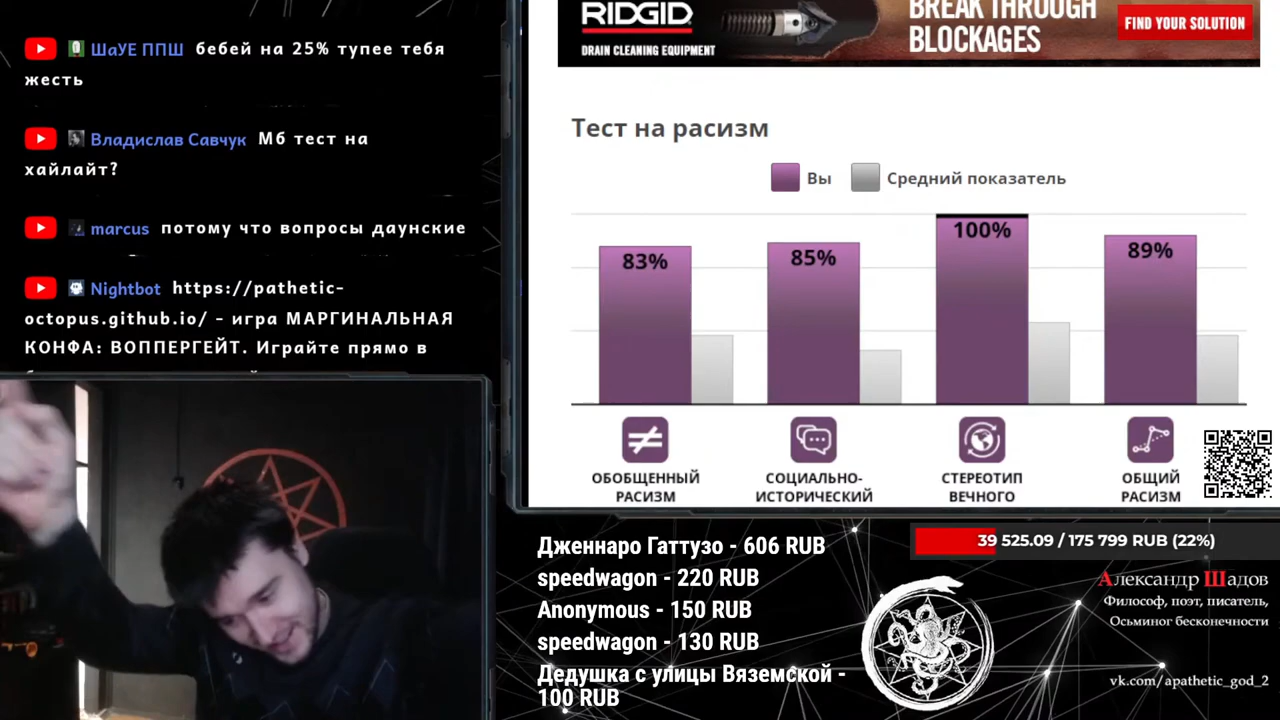 ШаУЕ ППШ бебей на 25% тупее тебя
жесть
Владислав Савчук Мб тест на
хайлайт?
marcus потому что вопросы даунские
Nightbot https://pathetic-
octopus.github.io/ - игра МАРГИНАЛЬНАЯ
КОНФА: ВОППЕРГЕЙТ. Играйте прямо в
RIDGID
DRAIN CLEANING EQUIPMENT
BREAK THROUGH
BLOCKAGES
FIND YOUR SOLUTION
Тест на расизм
Вы Средний показатель
83% 85% 100% 89%
ОБОБЩЕННЫЙ
РАСИЗМ
СОЦИАЛЬНО-
ИСТОРИЧЕСКИЙ
СТЕРЕОТИП
ВЕЧНОГО
ОБЩИЙ
РАСИЗМ
Дженнаро Гаттузо - 606 RUB
speedwagon - 220 RUB
Anonymous - 150 RUB
speedwagon - 130 RUB
Дедушка с улицы Вяземской -
100 RUB
39 525.09 / 175 799 RUB (22%)
Александр Шадов
Философ, поэт, писатель,
Осьминог бесконечности
vk.com/apathetic_god_2